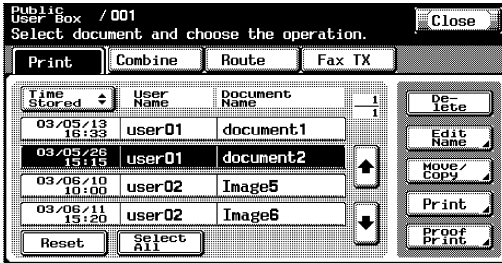 Public
User Box / 001
Close
Select document and choose the operation.
Print Combine Route Fax TX
Time
Stored
User
Name
Document
Name
1
1
03/05/13
16:33 user01 document1
03/05/26
15:15 user01 document2
03/06/10
10:00 user02 Image5
03/06/11
15:20 user02 Image6
Reset
Select
All
De-
lete
Edit
Name
Move/
Copy
Print
Proof
Print